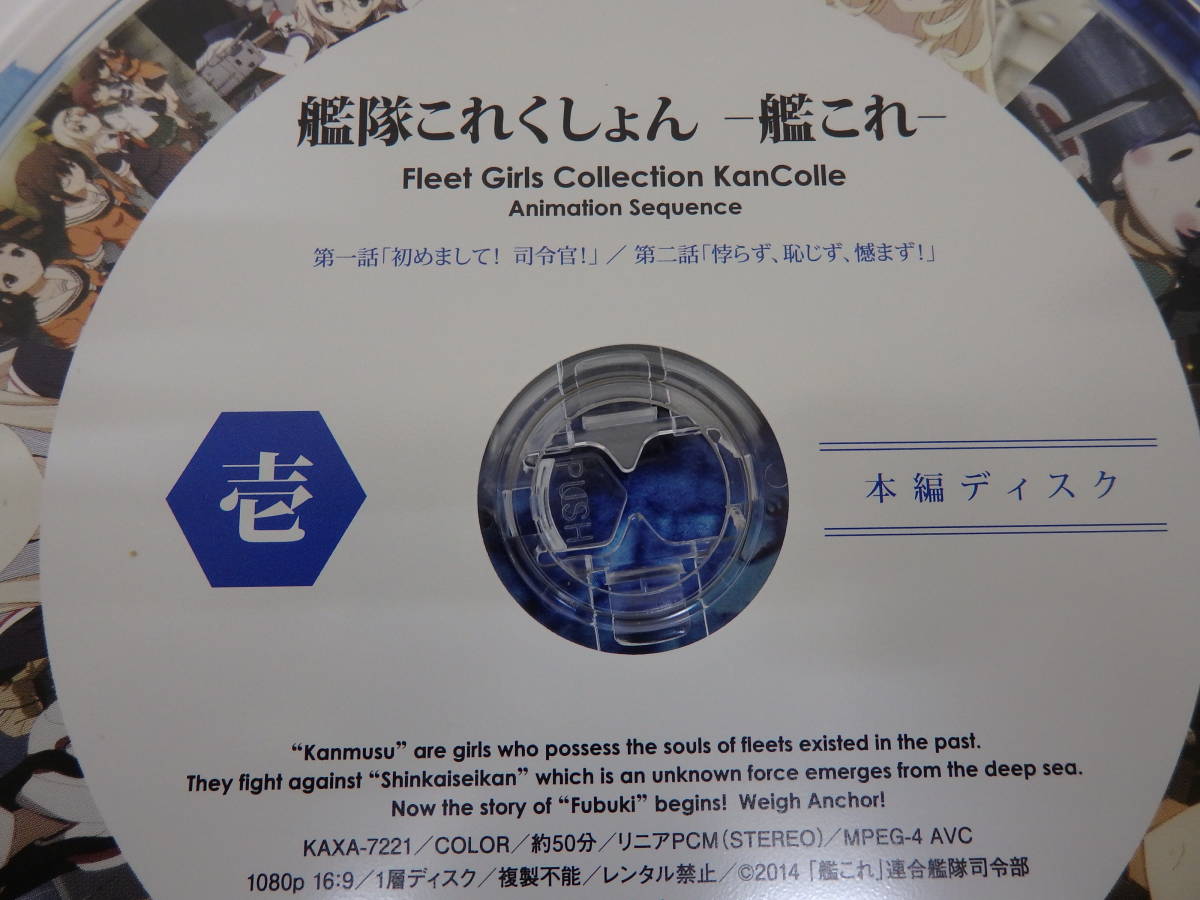 艦隊これくしょん －艦これ－
Fleet Girls Collection KanColle
Animation Sequence
第一話「初めまして! 司令官!」／第二話「悖らず、恥じず、憾まず!」
壱
PUSH
本編ディスク
“Kanmusu” are girls who possess the souls of fleets existed in the past.
They fight against “Shinkaiseikan” which is an unknown force emerges from the deep sea.
Now the story of “Fubuki” begins! Weigh Anchor!
KAXA-7221／COLOR／約50分／リニアPCM（STEREO）／MPEG-4 AVC
1080p 16:9／1層ディスク／複製不能／レンタル禁止／©2014 「艦これ」連合艦隊司令部